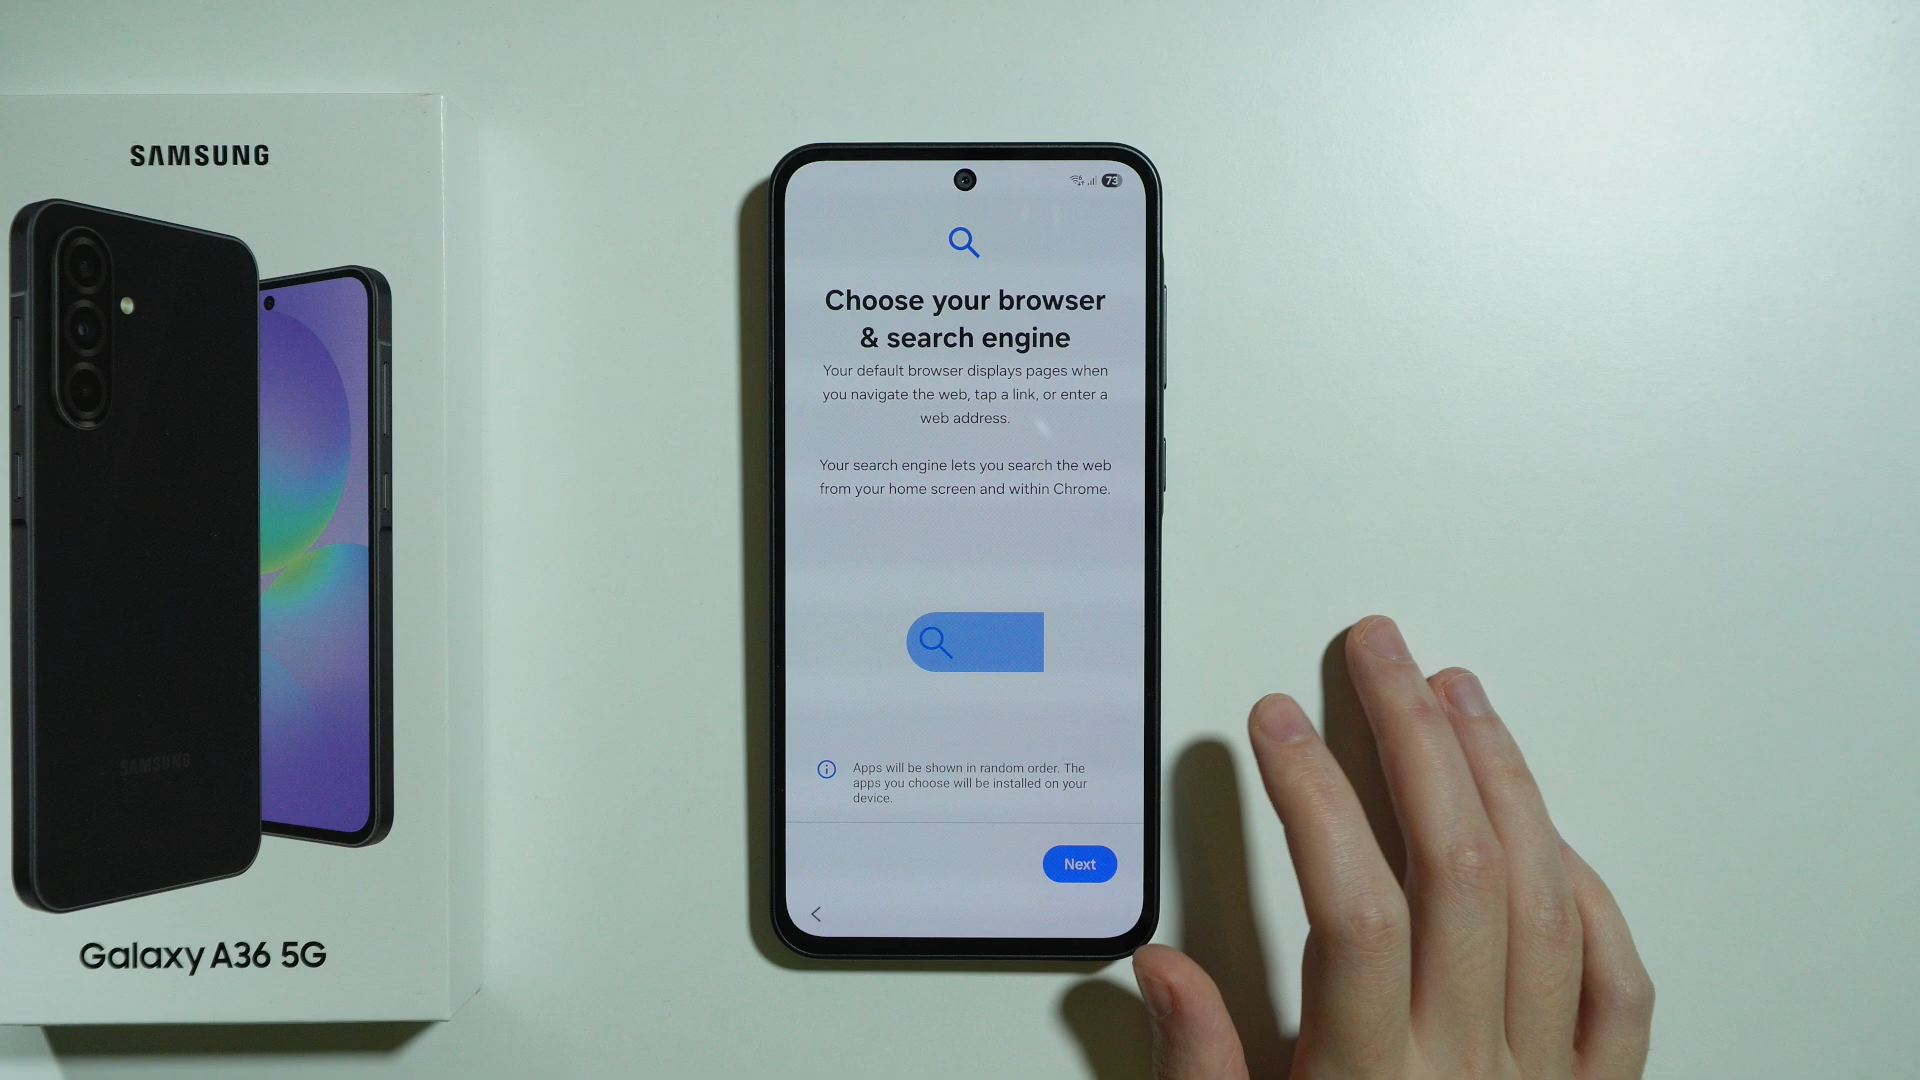 SAMSUNG
SAMSUNG
Galaxy A36 5G
73
Choose your browser
& search engine
Your default browser displays pages when
you navigate the web, tap a link, or enter a
web address.
Your search engine lets you search the web
from your home screen and within Chrome.
Apps will be shown in random order. The
apps you choose will be installed on your
device.
Next